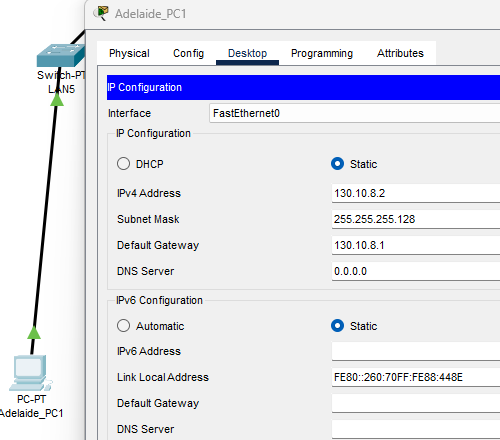 Adelaide_PC1
Physical Config Desktop Programming Attributes
IP Configuration
Interface FastEthernet0
IP Configuration
DHCP Static
IPv4 Address 130.10.8.2
Subnet Mask 255.255.255.128
Default Gateway 130.10.8.1
DNS Server 0.0.0.0
IPv6 Configuration
Automatic Static
IPv6 Address
Link Local Address FE80::260:70FF:FE88:448E
Default Gateway
DNS Server
Switch-PT
LAN5
PC-PT
Adelaide_PC1